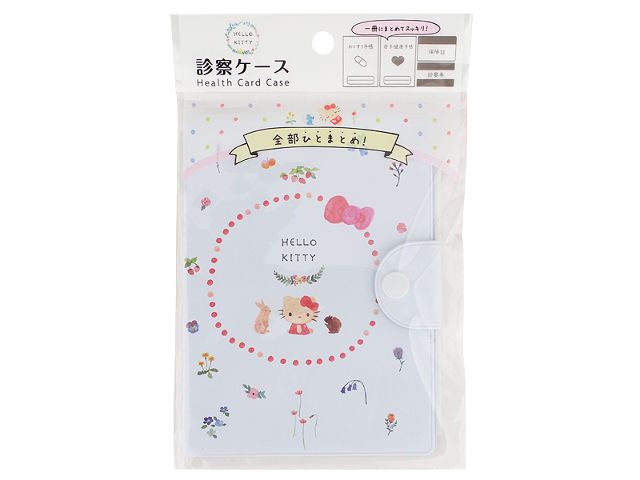 HELLO
KITTY
診察ケース
Health Card Case
一冊にまとめてスッキリ!
おくすり手帳
母子健康手帳
保険証
診察券
全部ひとまとめ!
HELLO
KITTY